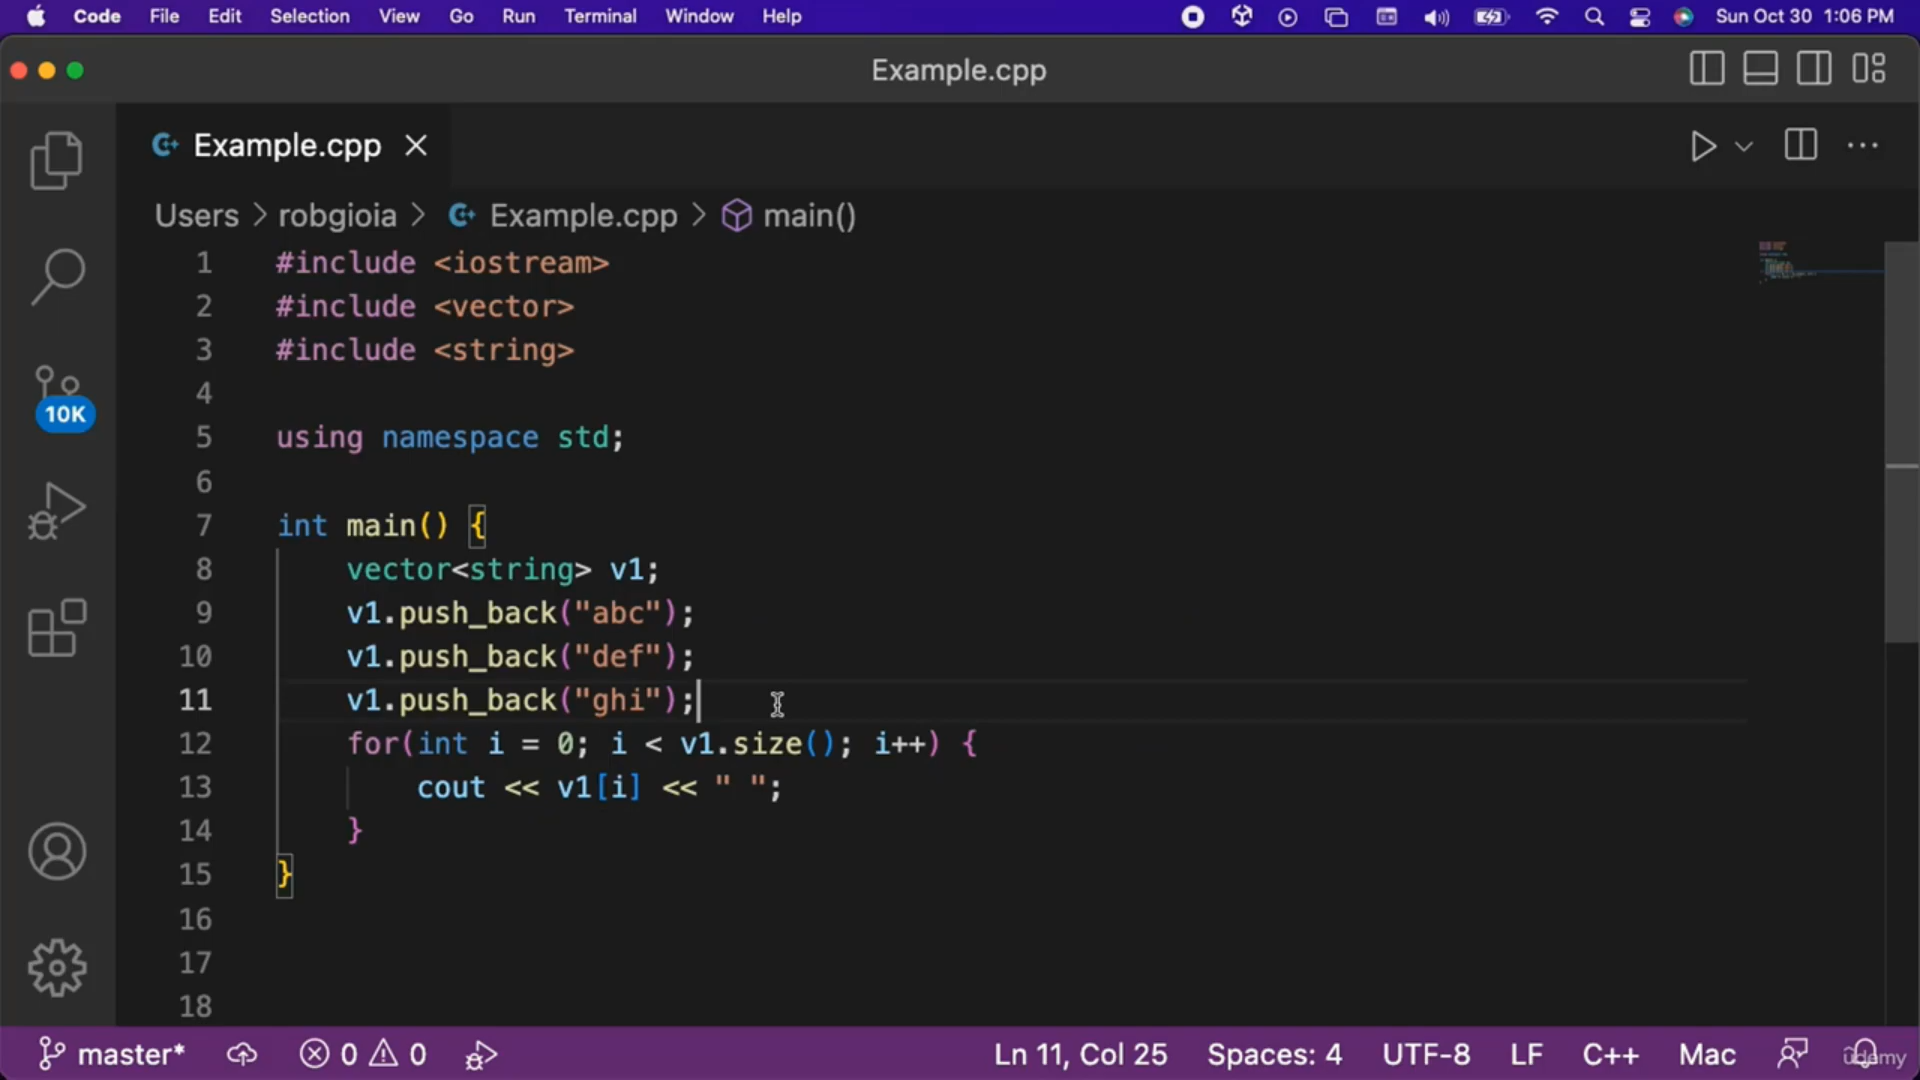 Code File Edit Selection View Go Run Terminal Window Help Sun Oct 30 1:06 PM
Example.cpp
Example.cpp
Users > robgioia > Example.cpp > main()
1 #include <iostream>
2 #include <vector>
3 #include <string>
4
5 using namespace std;
6
7 int main() {
8 vector<string> v1;
9 v1.push_back("abc");
10 v1.push_back("def");
11 v1.push_back("ghi");
12 for(int i = 0; i < v1.size(); i++) {
13 cout << v1[i] << " ";
14 }
15 }
16
17
18
10K
master* 0 0 Ln 11, Col 25 Spaces: 4 UTF-8 LF C++ Mac
udemy